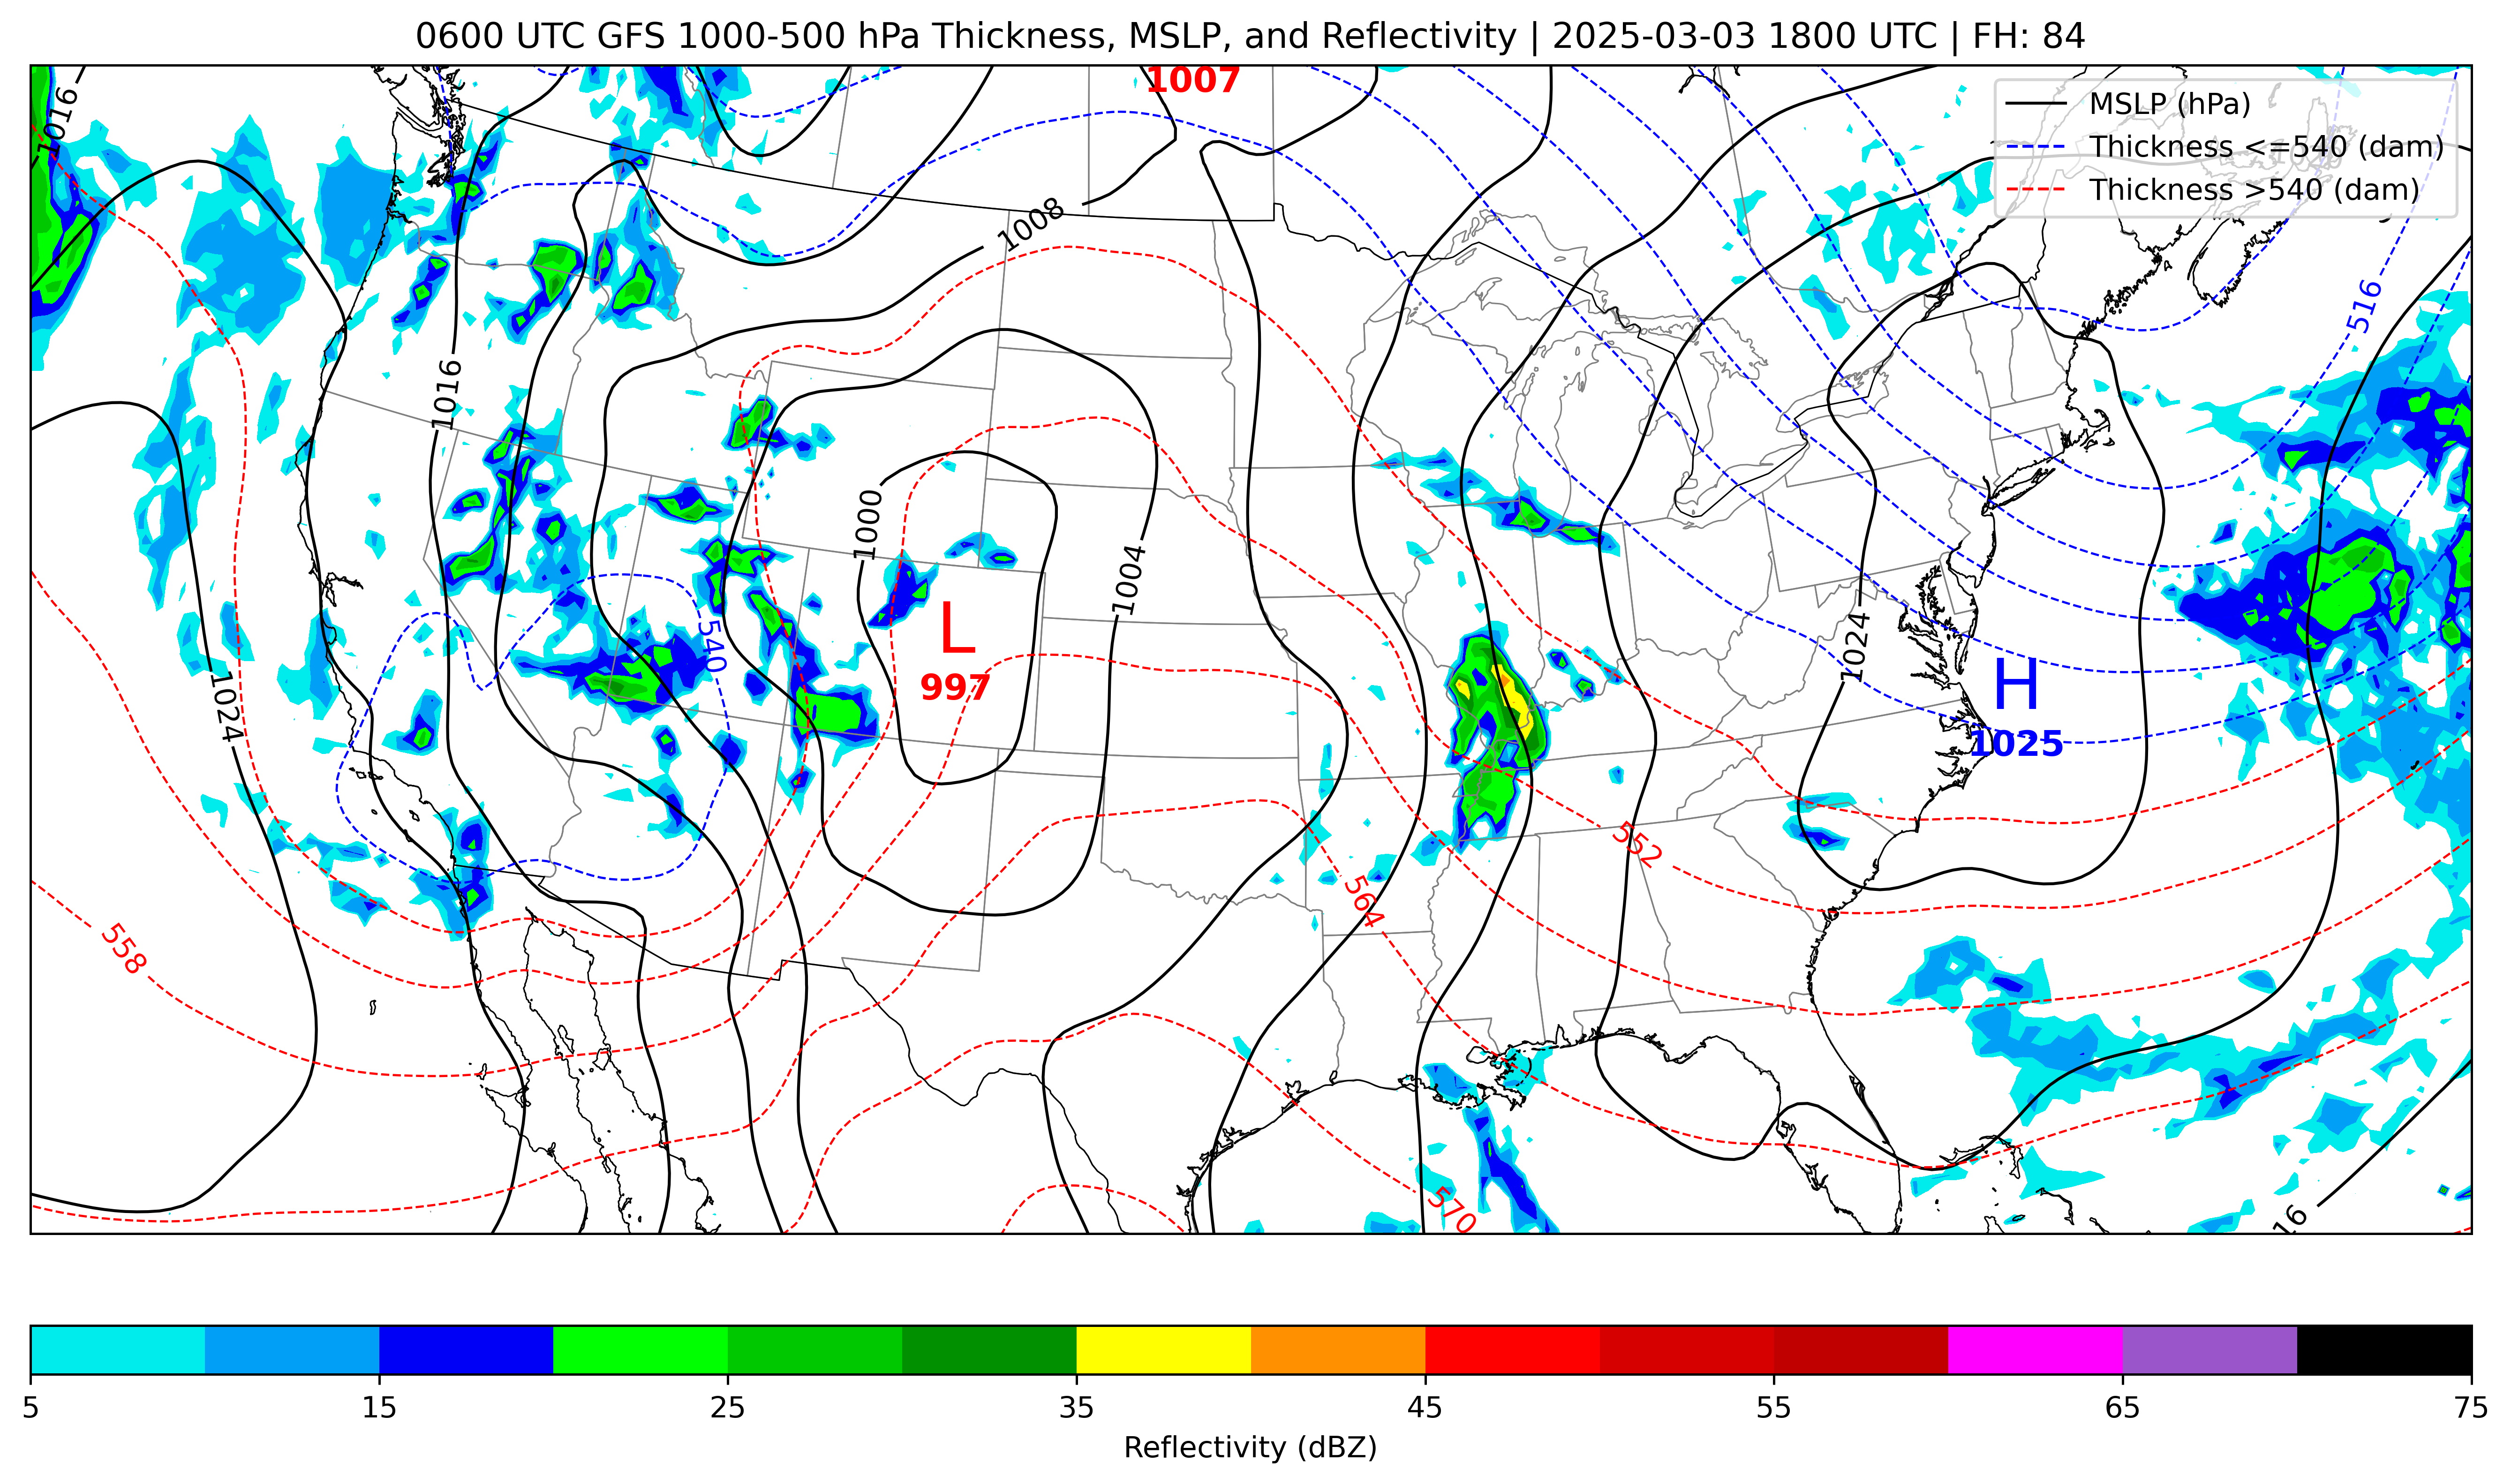 0600 UTC GFS 1000-500 hPa Thickness, MSLP, and Reflectivity | 2025-03-03 1800 UTC | FH: 84
1007
MSLP (hPa)
Thickness <=540 (dam)
Thickness >540 (dam)
1016
1008
516
1016
1000
1004
L
997
540
1024
1024
H
1025
552
564
558
570
16
5 15 25 35 45 55 65 75
Reflectivity (dBZ)